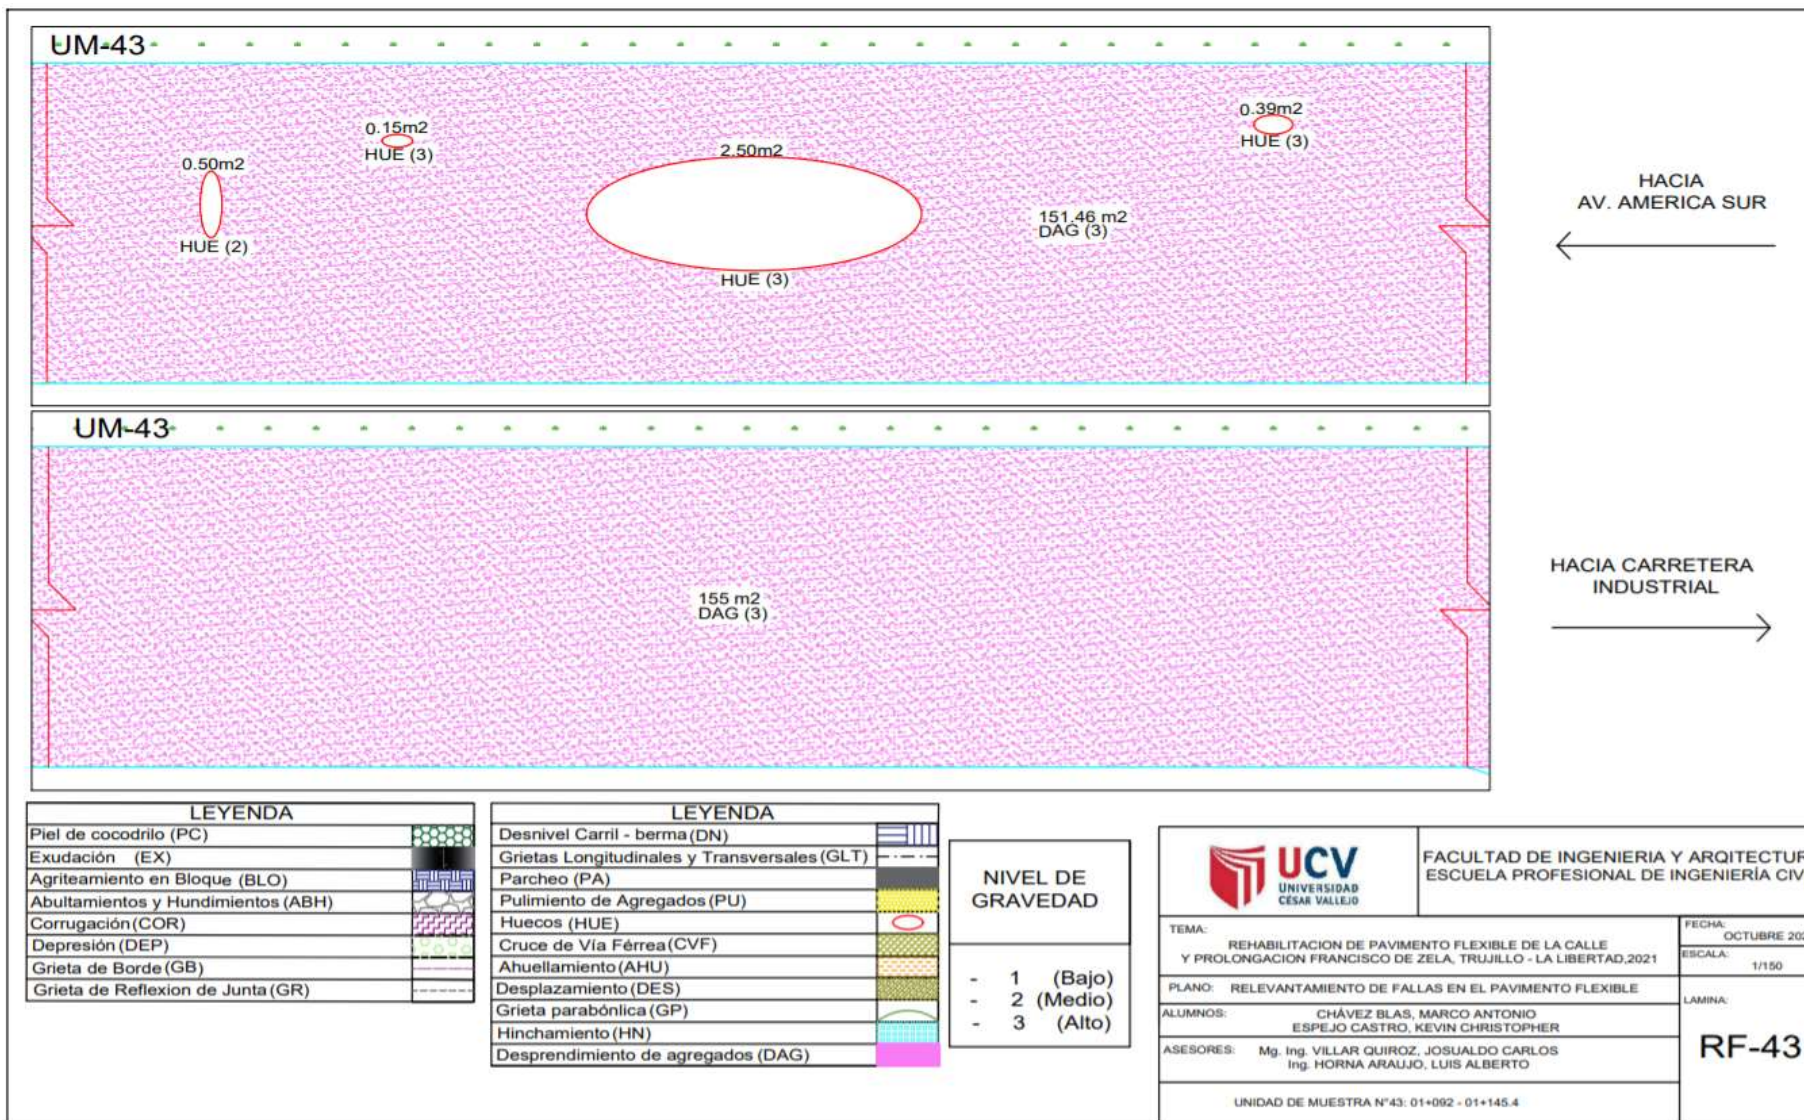 UM-43
0.50m2
HUE (2)
0.15m2
HUE (3)
2.50m2
HUE (3)
151.46 m2
DAG (3)
0.39m2
HUE (3)
HACIA
AV. AMERICA SUR
UM-43
155 m2
DAG (3)
HACIA CARRETERA
INDUSTRIAL
LEYENDA
Piel de cocodrilo (PC)
Exudación (EX)
Agriteamiento en Bloque (BLO)
Abultamientos y Hundimientos (ABH)
Corrugación (COR)
Depresión (DEP)
Grieta de Borde (GB)
Grieta de Reflexion de Junta (GR)
LEYENDA
Desnivel Carril - berma (DN)
Grietas Longitudinales y Transversales (GLT)
Parcheo (PA)
Pulimiento de Agregados (PU)
Huecos (HUE)
Cruce de Vía Férrea (CVF)
Ahuellamiento (AHU)
Desplazamiento (DES)
Grieta parabónlica (GP)
Hinchamiento (HN)
Desprendimiento de agregados (DAG)
NIVEL DE
GRAVEDAD
- 1 (Bajo)
- 2 (Medio)
- 3 (Alto)
UCV
UNIVERSIDAD
CÉSAR VALLEJO
FACULTAD DE INGENIERIA Y ARQITECTUR
ESCUELA PROFESIONAL DE INGENIERÍA CIV
TEMA:
REHABILITACION DE PAVIMENTO FLEXIBLE DE LA CALLE
Y PROLONGACION FRANCISCO DE ZELA, TRUJILLO - LA LIBERTAD,2021
FECHA:
OCTUBRE 202
ESCALA:
1/150
PLANO: RELEVANTAMIENTO DE FALLAS EN EL PAVIMENTO FLEXIBLE
LAMINA:
RF-43
ALUMNOS: CHÁVEZ BLAS, MARCO ANTONIO
ESPEJO CASTRO, KEVIN CHRISTOPHER
ASESORES: Mg. Ing. VILLAR QUIROZ, JOSUALDO CARLOS
Ing. HORNA ARAUJO, LUIS ALBERTO
UNIDAD DE MUESTRA N°43: 01+092 - 01+145.4